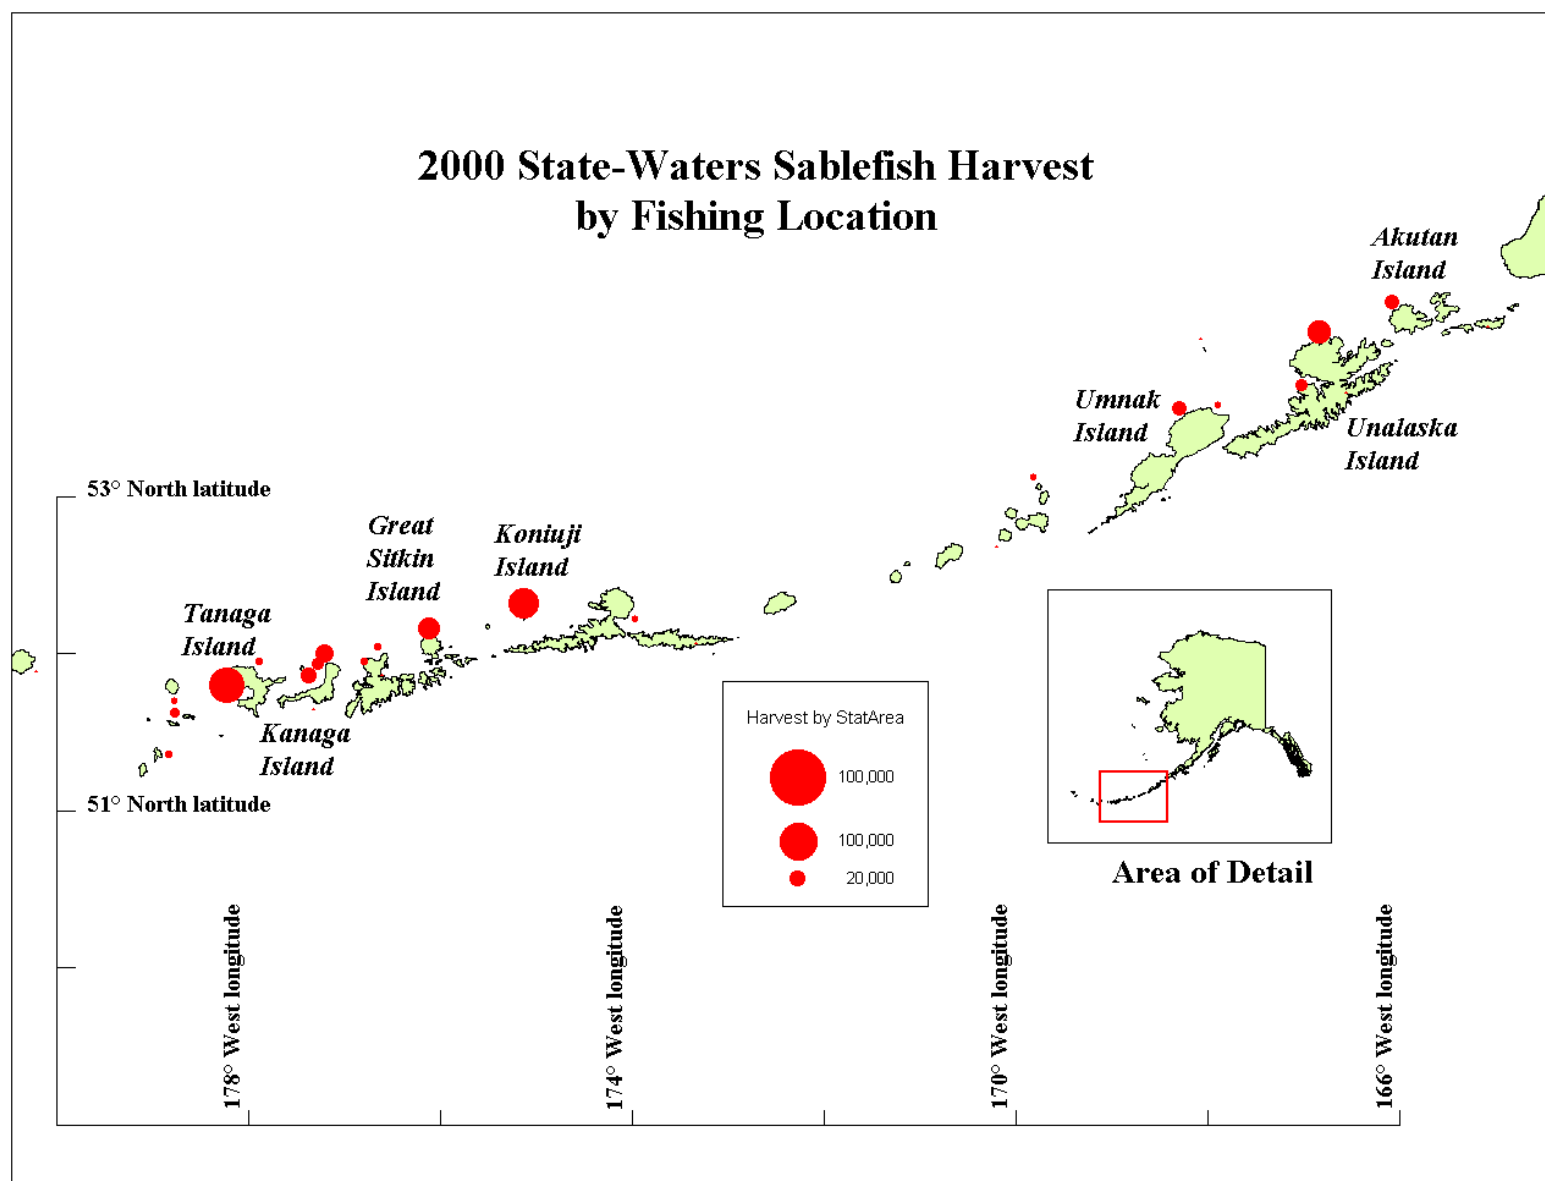 2000 State-Waters Sablefish Harvest
by Fishing Location
Akutan
Island
Umnak
Island
Unalaska
Island
53° North latitude
Great
Sitkin
Island
Koniuji
Island
Tanaga
Island
Kanaga
Island
51° North latitude
Harvest by StatArea
100,000
100,000
20,000
Area of Detail
178° West longitude
174° West longitude
170° West longitude
166° West longitude